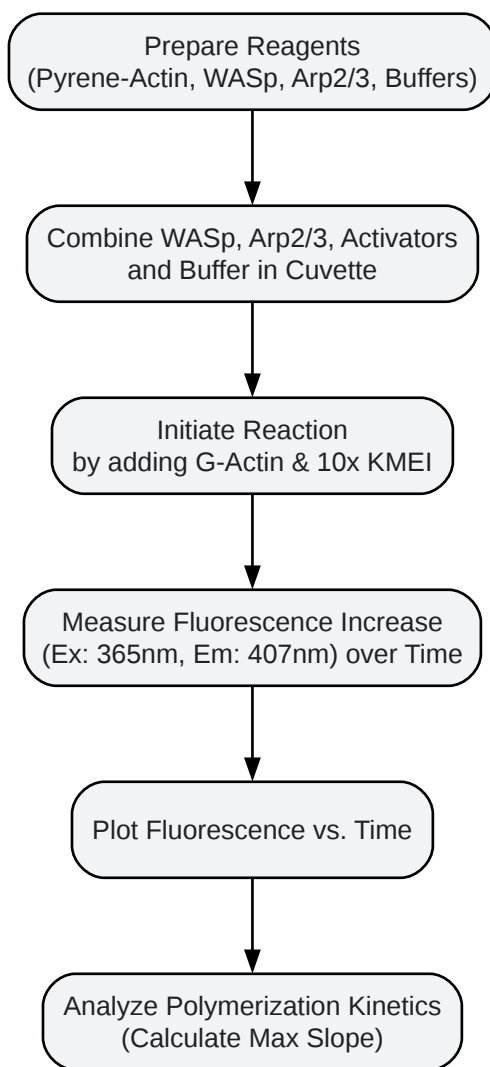 Prepare Reagents
(Pyrene-Actin, WASp, Arp2/3, Buffers)
Combine WASp, Arp2/3, Activators
and Buffer in Cuvette
Initiate Reaction
by adding G-Actin & 10x KMEI
Measure Fluorescence Increase
(Ex: 365nm, Em: 407nm) over Time
Plot Fluorescence vs. Time
Analyze Polymerization Kinetics
(Calculate Max Slope)